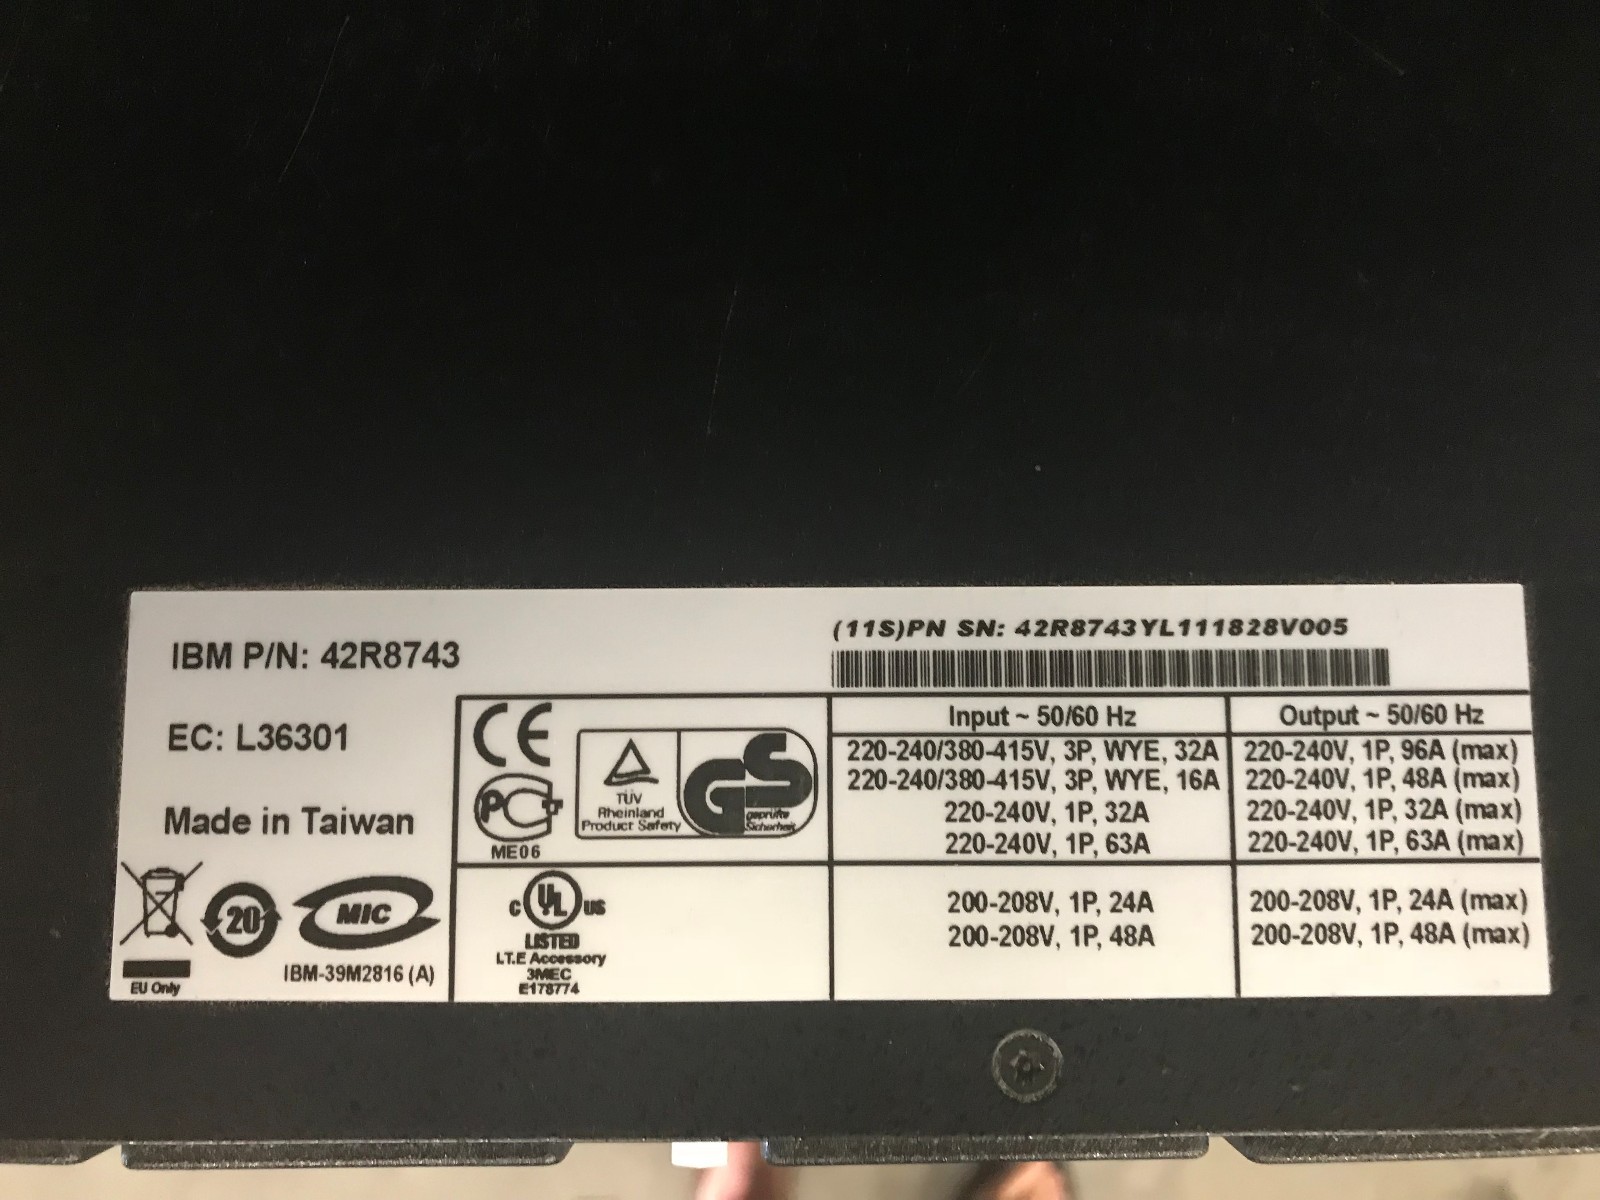 IBM P/N: 42R8743
(11S)PN SN: 42R8743YL111828V005
EC: L36301
Made in Taiwan
EU Only
20
MIC
IBM-39M2816 (A)
CE
PC
ME06
TÜV
Rheinland
Product Safety
GS
geprüfte
Sicherheit
C UL US
LISTED
I.T.E Accessory
3MEC
E178774
Input ~ 50/60 Hz
Output ~ 50/60 Hz
220-240/380-415V, 3P, WYE, 32A
220-240V, 1P, 96A (max)
220-240/380-415V, 3P, WYE, 16A
220-240V, 1P, 48A (max)
220-240V, 1P, 32A
220-240V, 1P, 32A (max)
220-240V, 1P, 63A
220-240V, 1P, 63A (max)
200-208V, 1P, 24A
200-208V, 1P, 24A (max)
200-208V, 1P, 48A
200-208V, 1P, 48A (max)